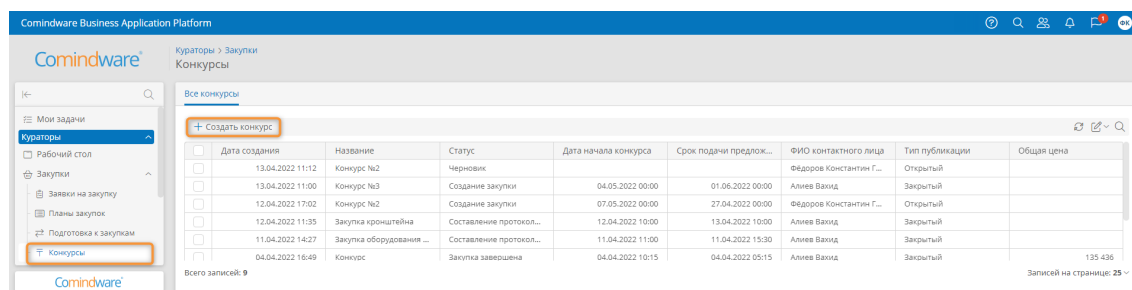 Comindware Business Application Platform
1
ФК
Comindware®
Кураторы > Закупки
Конкурсы
Все конкурсы
Мои задачи
Кураторы
Рабочий стол
Закупки
Заявки на закупку
Планы закупок
Подготовка к закупкам
Конкурсы
Comindware®
+ Создать конкурс
Дата создания Название Статус Дата начала конкурса Срок подачи предлож... ФИО контактного лица Тип публикации Общая цена
13.04.2022 11:12 Конкурс №2 Черновик Фёдоров Константин Г... Открытый
13.04.2022 11:00 Конкурс №3 Создание закупки 04.05.2022 00:00 01.06.2022 00:00 Алиев Вахид Закрытый
12.04.2022 17:02 Конкурс №2 Создание закупки 07.05.2022 00:00 27.04.2022 00:00 Фёдоров Константин Г... Открытый
12.04.2022 11:35 Закупка кронштейна Составление протокол... 12.04.2022 10:00 13.04.2022 10:00 Алиев Вахид Закрытый
11.04.2022 14:27 Закупка оборудования ... Составление протокол... 11.04.2022 11:00 11.04.2022 15:30 Алиев Вахид Закрытый
04.04.2022 16:49 Конкурс Закупка завершена 04.04.2022 10:15 04.04.2022 05:15 Алиев Вахид Закрытый 135 436
Всего записей: 9 Записей на странице: 25